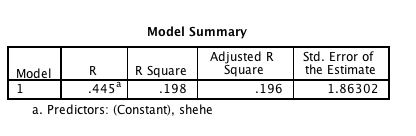 Model Summary
Model R R Square Adjusted R Square Std. Error of the Estimate
1 .445a .198 .196 1.86302
a. Predictors: (Constant), shehe